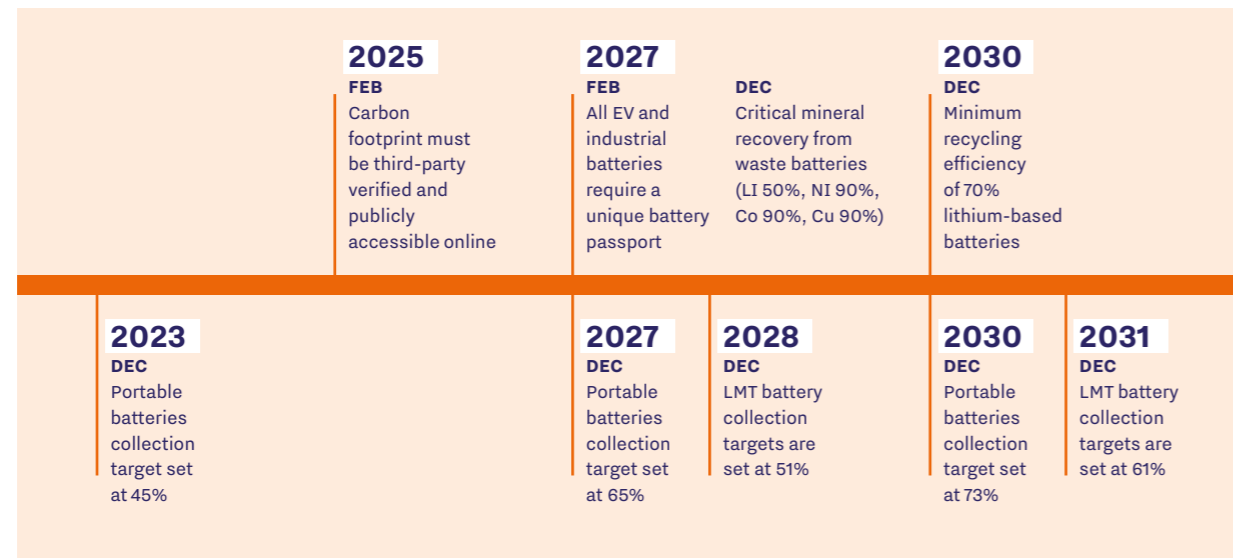 2025
FEB
Carbon
footprint must
be third-party
verified and
publicly
accessible online
2027
FEB
All EV and
industrial
batteries
require a
unique battery
passport
DEC
Critical mineral
recovery from
waste batteries
(LI 50%, NI 90%,
Co 90%, Cu 90%)
2030
DEC
Minimum
recycling
efficiency
of 70%
lithium-based
batteries
2023
DEC
Portable
batteries
collection
target set
at 45%
2027
DEC
Portable
batteries
collection
target set
at 65%
2028
DEC
LMT battery
collection
targets are
set at 51%
2030
DEC
Portable
batteries
collection
target set
at 73%
2031
DEC
LMT battery
collection
targets are
set at 61%